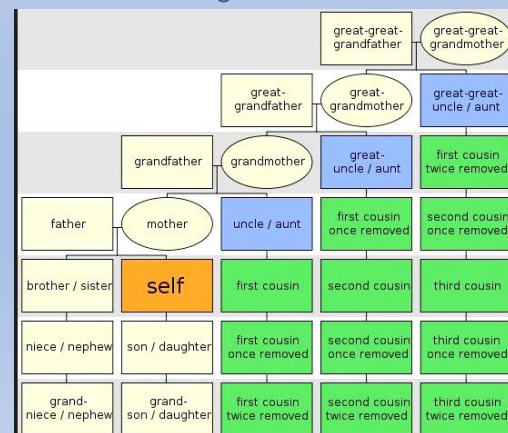 great-great-
grandfather
great-great-
grandmother
great-
grandfather
great-
grandmother
great-great-
uncle / aunt
grandfather
grandmother
great-
uncle / aunt
first cousin
twice removed
father
mother
uncle / aunt
first cousin
once removed
second cousin
once removed
brother / sister
self
first cousin
second cousin
third cousin
niece / nephew
son / daughter
first cousin
once removed
second cousin
once removed
third cousin
once removed
grand-
niece / nephew
grand-
son / daughter
first cousin
twice removed
second cousin
twice removed
third cousin
twice removed